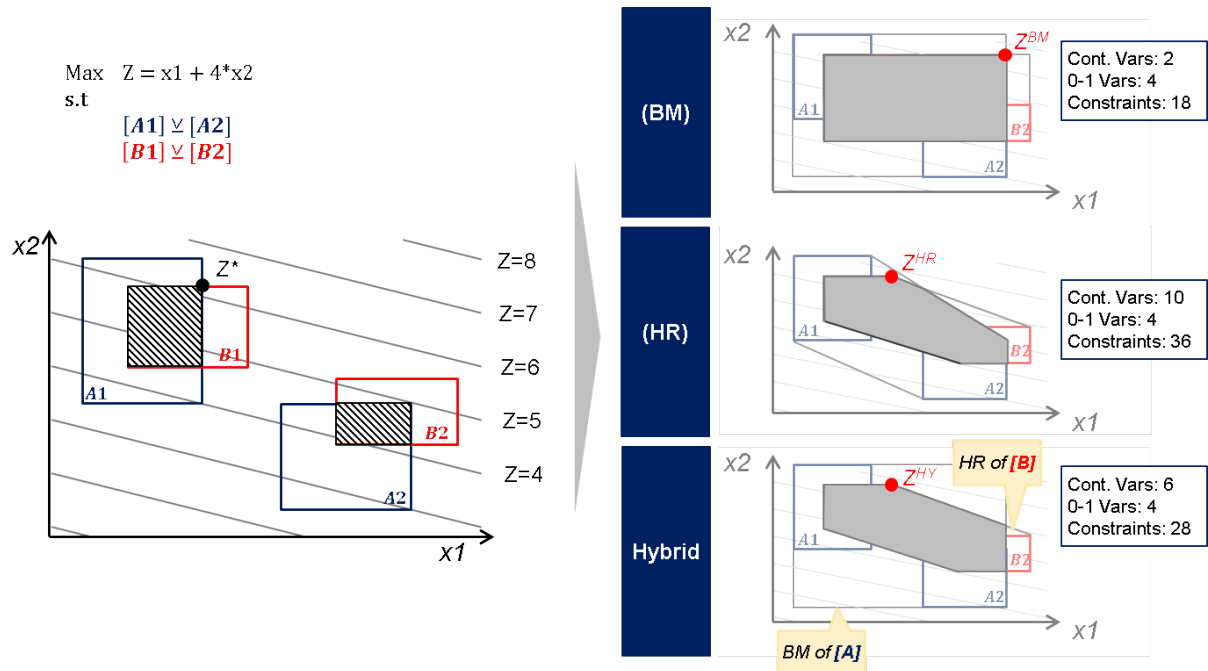 Max Z = x1 + 4*x2
s.t
[A1] ⊻ [A2]
[B1] ⊻ [B2]
x2
Z*
Z=8
Z=7
Z=6
Z=5
Z=4
B1
A1
B2
A2
x1
(BM)
x2
Z^BM
A1
B2
A2
x1
Cont. Vars: 2
0-1 Vars: 4
Constraints: 18
(HR)
x2
Z^HR
A1
B2
A2
x1
Cont. Vars: 10
0-1 Vars: 4
Constraints: 36
Hybrid
x2
HR of [B]
Z^HY
A1
B2
A2
x1
BM of [A]
Cont. Vars: 6
0-1 Vars: 4
Constraints: 28